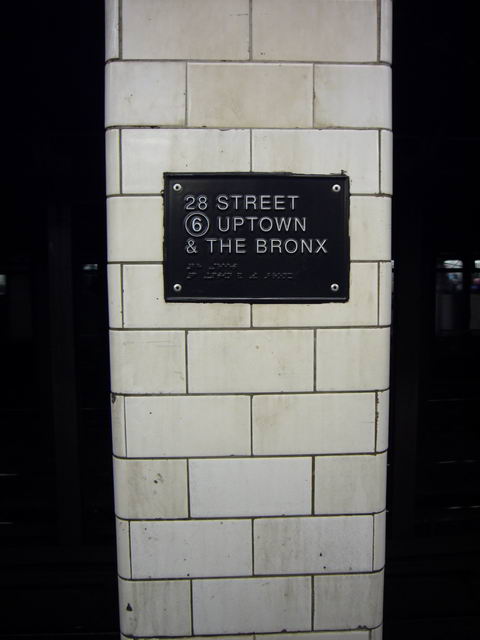 28 STREET
6 UPTOWN
& THE BRONX